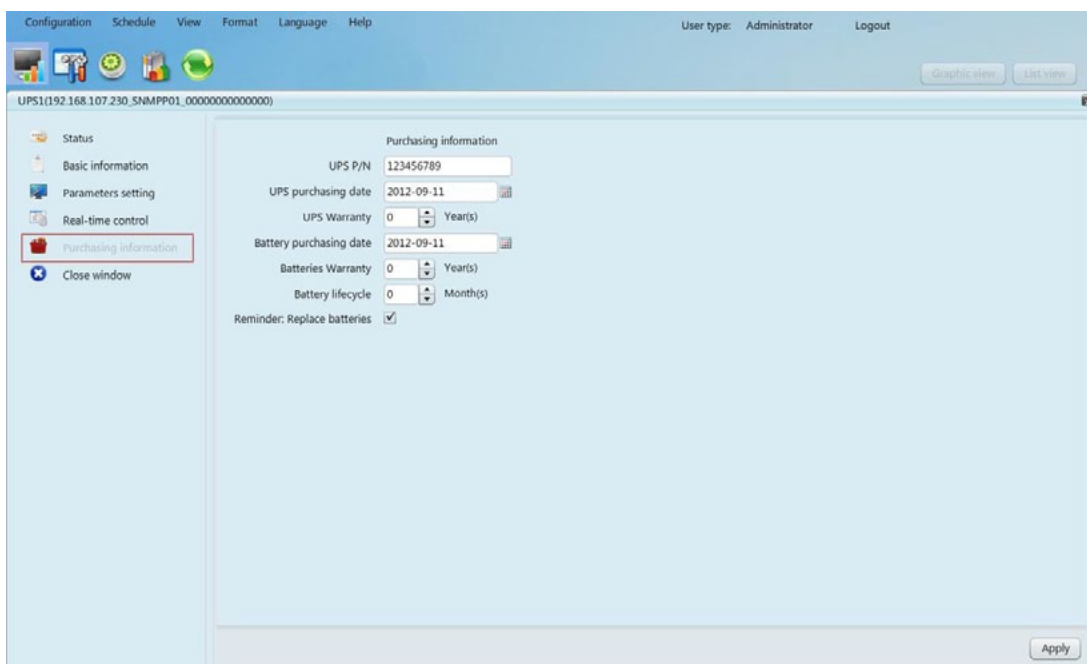 Configuration Schedule View Format Language Help User type: Administrator Logout
Graphic view List view
UPS1(192.168.107.230_SNMPP01_00000000000000)
Status
Basic information
Parameters setting
Real-time control
Purchasing information
Close window
Purchasing information
UPS P/N 123456789
UPS purchasing date 2012-09-11
UPS Warranty 0 Year(s)
Battery purchasing date 2012-09-11
Batteries Warranty 0 Year(s)
Battery lifecycle 0 Month(s)
Reminder: Replace batteries
Apply